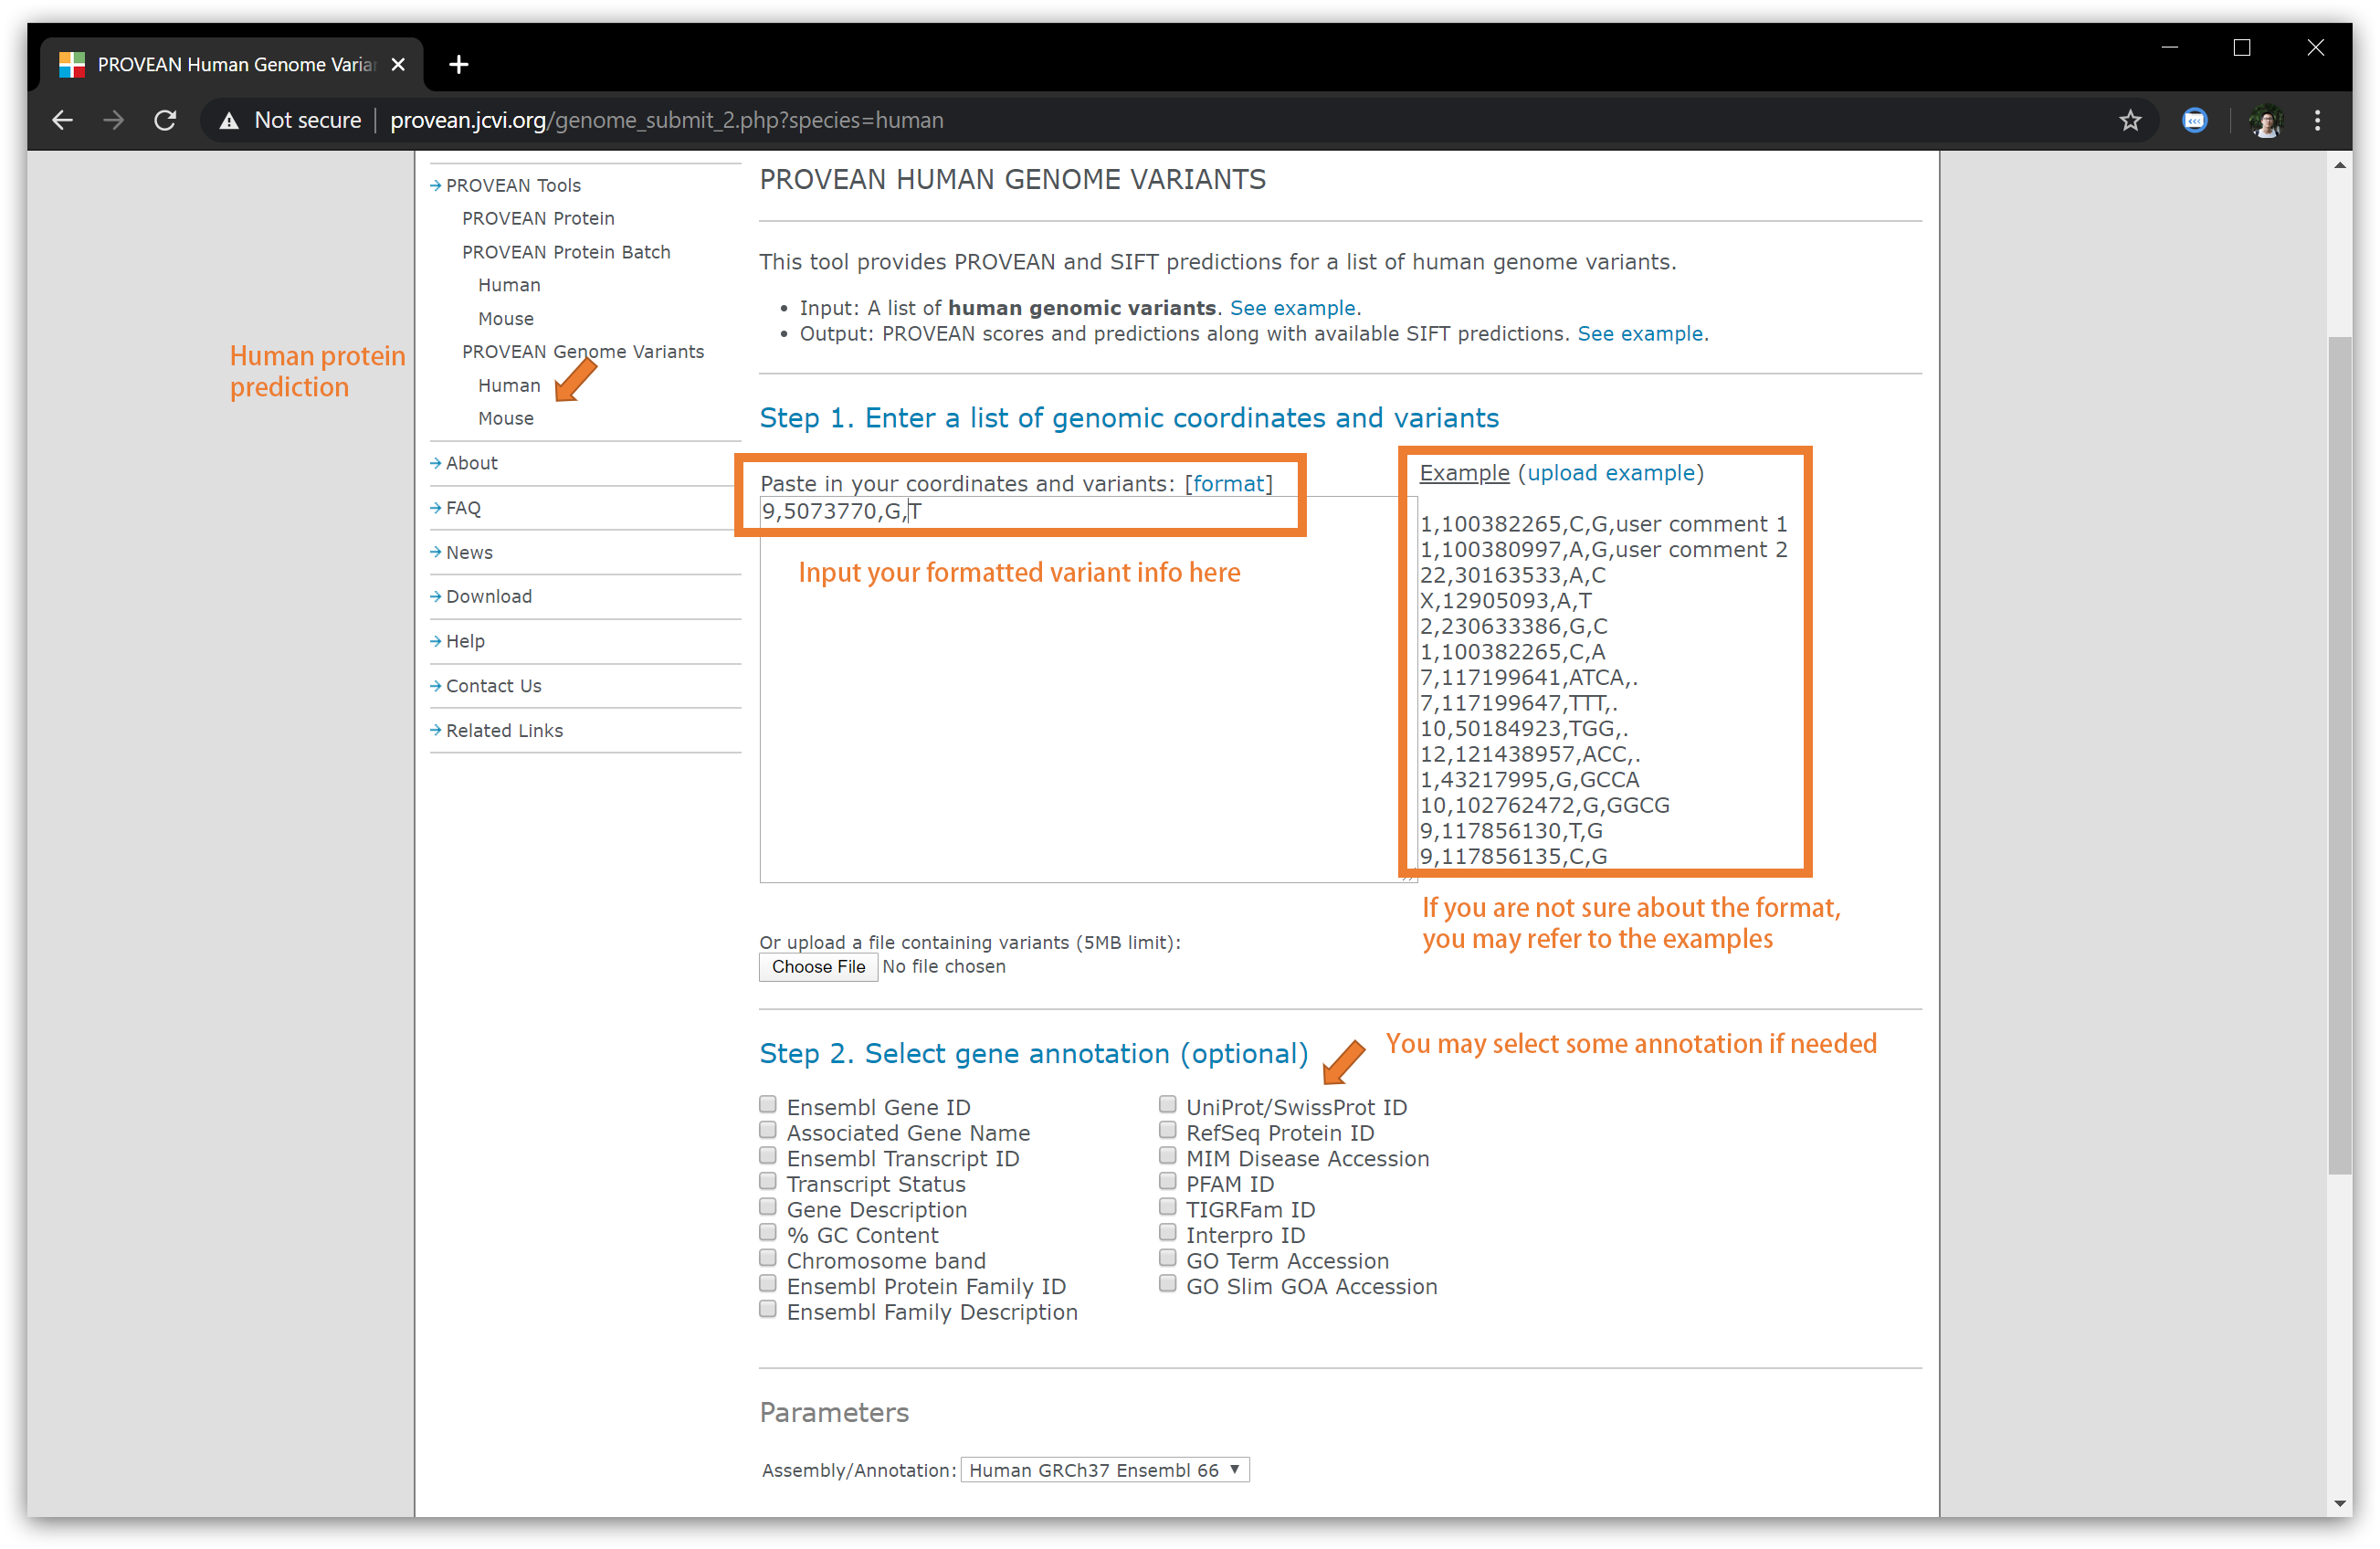 PROVEAN Human Genome Varia
Not secure
provean.jcvi.org/genome_submit_2.php?species=human
PROVEAN Tools
PROVEAN Protein
PROVEAN Protein Batch
Human
Mouse
PROVEAN Genome Variants
Human
Mouse
About
FAQ
News
Download
Help
Contact Us
Related Links
Human protein
prediction
PROVEAN HUMAN GENOME VARIANTS
This tool provides PROVEAN and SIFT predictions for a list of human genome variants.
• Input: A list of human genomic variants. See example.
• Output: PROVEAN scores and predictions along with available SIFT predictions. See example.
Step 1. Enter a list of genomic coordinates and variants
Paste in your coordinates and variants: [format]
9,5073770,G,T
Input your formatted variant info here
Example (upload example)
1,100382265,C,G,user comment 1
1,100380997,A,G,user comment 2
22,30163533,A,C
X,12905093,A,T
2,230633386,G,C
1,100382265,C,A
7,117199641,ATCA,.
7,117199647,TTT,.
10,50184923,TGG,.
12,121438957,ACC,.
1,43217995,G,GCCA
10,102762472,G,GGCG
9,117856130,T,G
9,117856135,C,G
If you are not sure about the format,
you may refer to the examples
Or upload a file containing variants (5MB limit):
Choose File No file chosen
Step 2. Select gene annotation (optional)
You may select some annotation if needed
Ensembl Gene ID
Associated Gene Name
Ensembl Transcript ID
Transcript Status
Gene Description
% GC Content
Chromosome band
Ensembl Protein Family ID
Ensembl Family Description
UniProt/SwissProt ID
RefSeq Protein ID
MIM Disease Accession
PFAM ID
TIGRFam ID
Interpro ID
GO Term Accession
GO Slim GOA Accession
Parameters
Assembly/Annotation: Human GRCh37 Ensembl 66